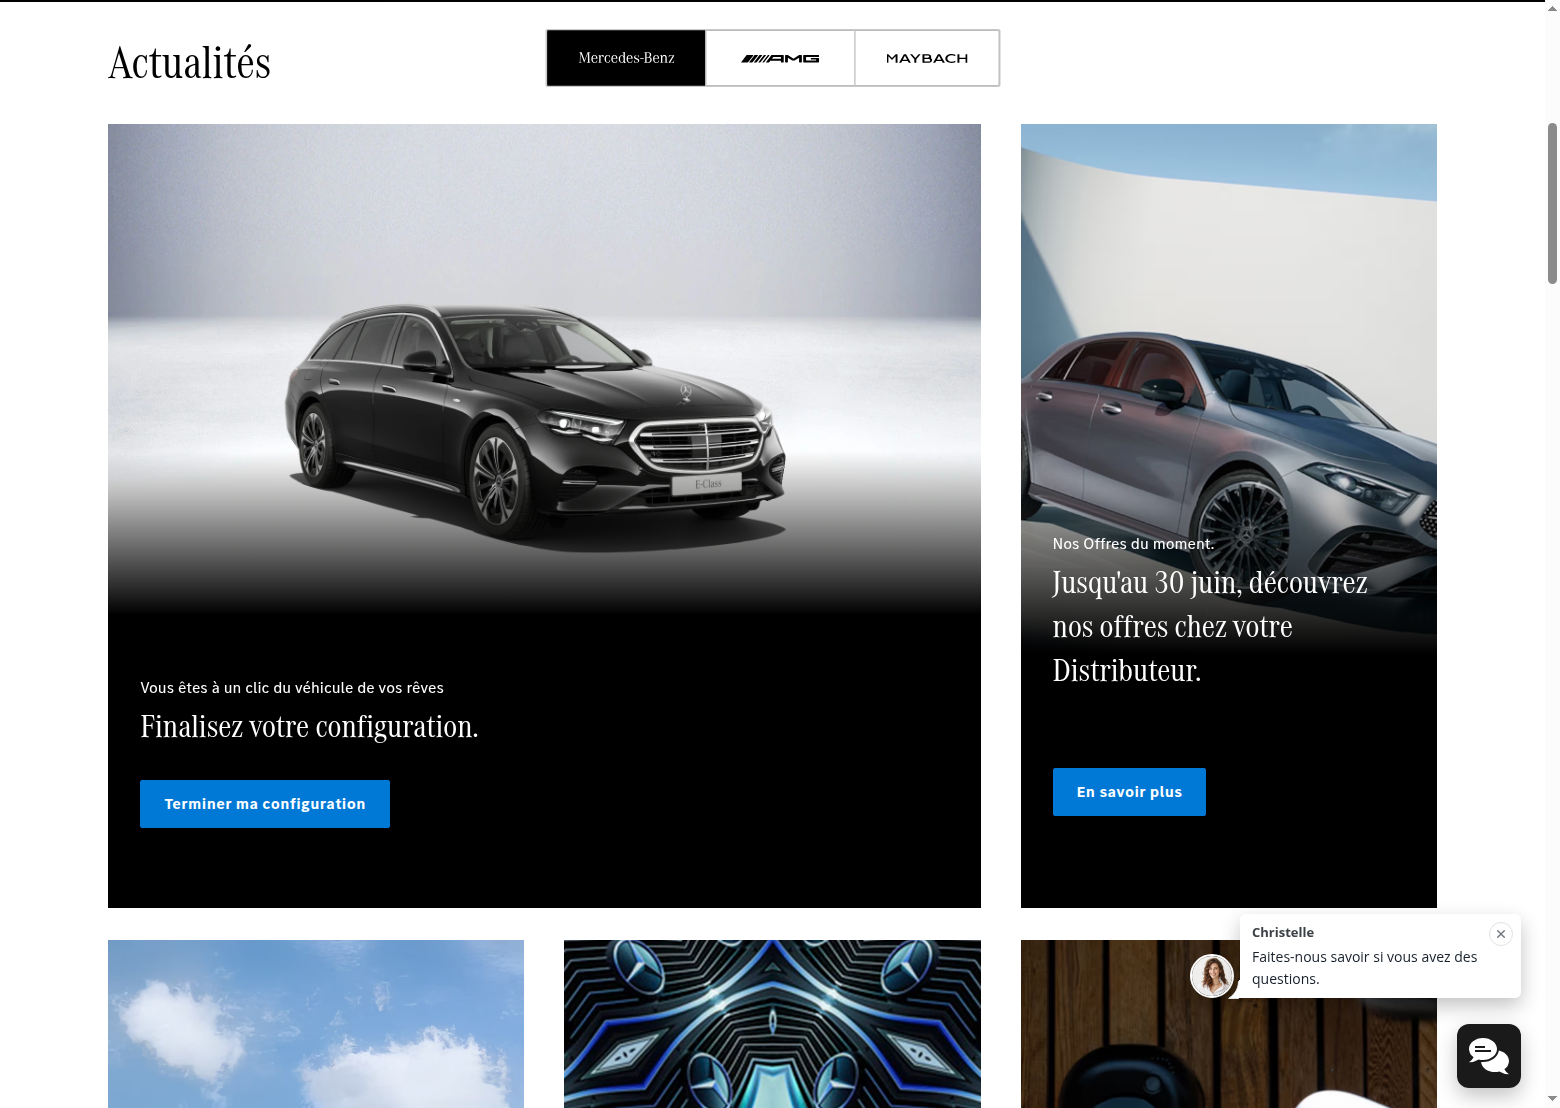 Actualités
Mercedes-Benz
AMG
MAYBACH
E-Class
Vous êtes à un clic du véhicule de vos rêves
Finalisez votre configuration.
Terminer ma configuration
Nos Offres du moment.
Jusqu'au 30 juin, découvrez
nos offres chez votre
Distributeur.
En savoir plus
Christelle
Faites-nous savoir si vous avez des
questions.